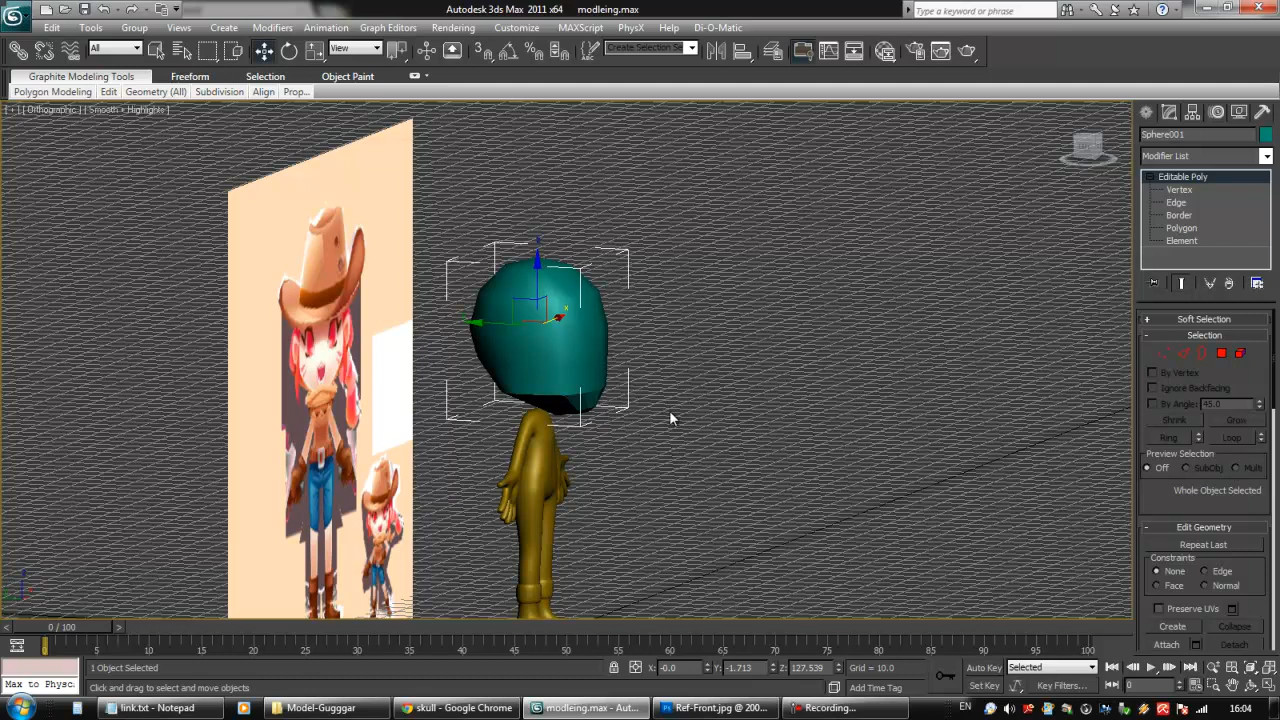 Autodesk 3ds Max 2011 x64 modleing.max
Type a keyword or phrase
Edit Tools Group Views Create Modifiers Animation Graph Editors Rendering Customize MAXScript PhysX Help Di-O-Matic
All View Create Selection Se
Graphite Modeling Tools Freeform Selection Object Paint
Polygon Modeling Edit Geometry (All) Subdivision Align Prop...
[ + ] [ Orthographic ] [ Smooth + Highlights ]
Sphere001
Modifier List
Editable Poly
Vertex
Edge
Border
Polygon
Element
Soft Selection
Selection
By Vertex
Ignore Backfacing
By Angle: 45.0
Shrink Grow
Ring Loop
Preview Selection
Off SubObj Multi
Whole Object Selected
Edit Geometry
Repeat Last
Constraints
None Edge
Face Normal
Preserve UVs
Create Collapse
Attach
0 / 100
0 5 10 15 20 25 30 35 40 45 50 55 60 65 70 75 80 85 90 95 100
1 Object Selected X: -0.0 Y: -1.713 Z: 127.539 Grid = 10.0 Auto Key Selected
Max to Physc Click and drag to select and move objects Add Time Tag Set Key Key Filters... 0
link.txt - Notepad Model-Gugggar skull - Google Chrome modleing.max - Aut... Ref-Front.jpg @ 200... Recording... EN 16:04